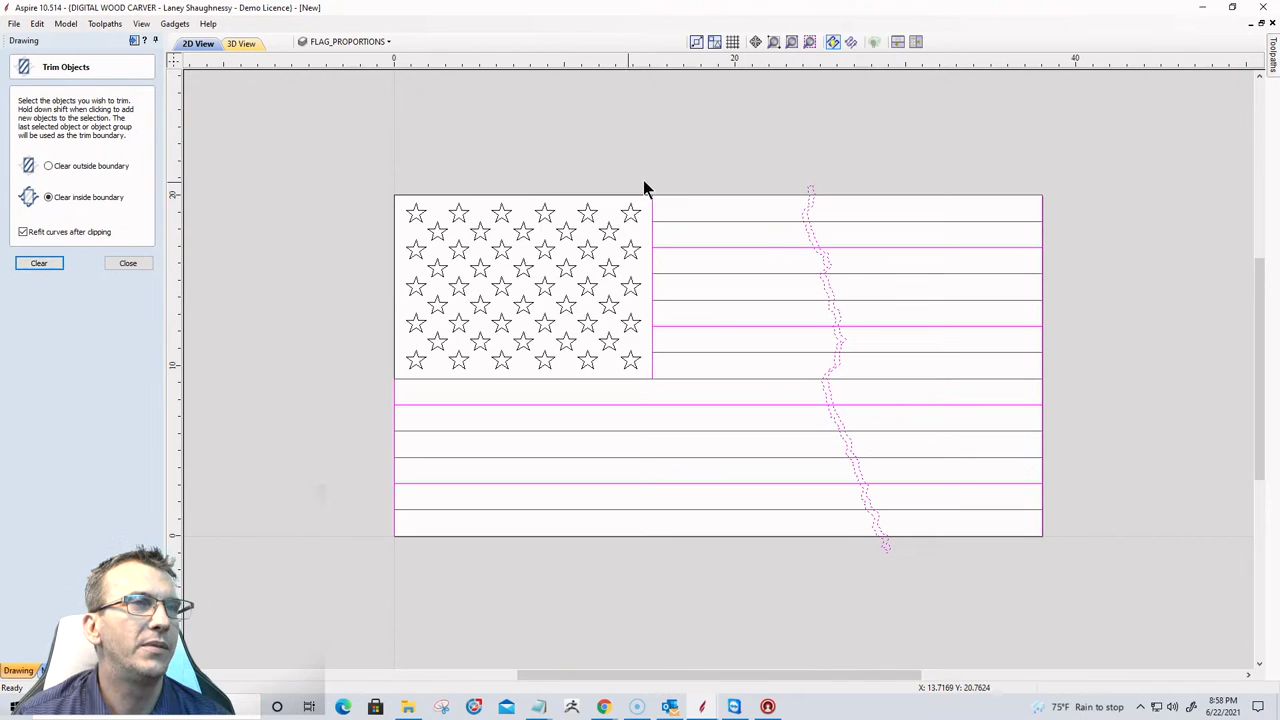 Aspire 10.514 - (DIGITAL WOOD CARVER - Laney Shaughnessy - Demo Licence) - [New]
File Edit Model Toolpaths View Gadgets Help
Drawing
2D View 3D View FLAG_PROPORTIONS
Toolpaths
Trim Objects
Select the objects you wish to trim.
Hold down shift when clicking to add
new objects to the selection. The
last selected object or object group
will be used as the trim boundary.
Clear outside boundary
Clear inside boundary
Refit curves after clipping
Clear Close
0 20 40
20
10
0
Drawing
Ready
X: 13.7169 Y: 20.7624
75°F Rain to stop
8:58 PM
6/22/2021